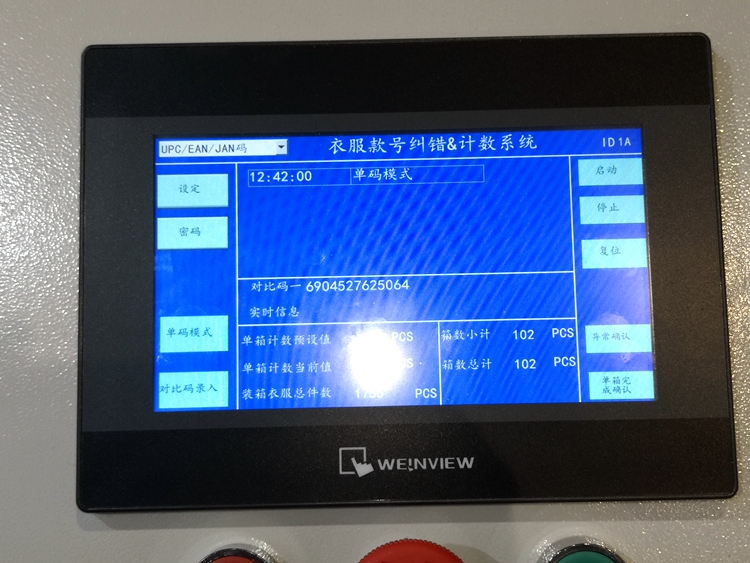 UPC/EAN/JAN码
衣服款号纠错&计数系统
ID1A
设定
密码
单码模式
对比码录入
12:42:00 单码模式
对比码一 6904527625064
实时信息
单箱计数预设值 PCS
单箱计数当前值
装箱衣服总件数 PCS
箱数小计 102 PCS
箱数总计 102 PCS
启动
停止
复位
异常确认
单箱完
成确认
WEINVIEW